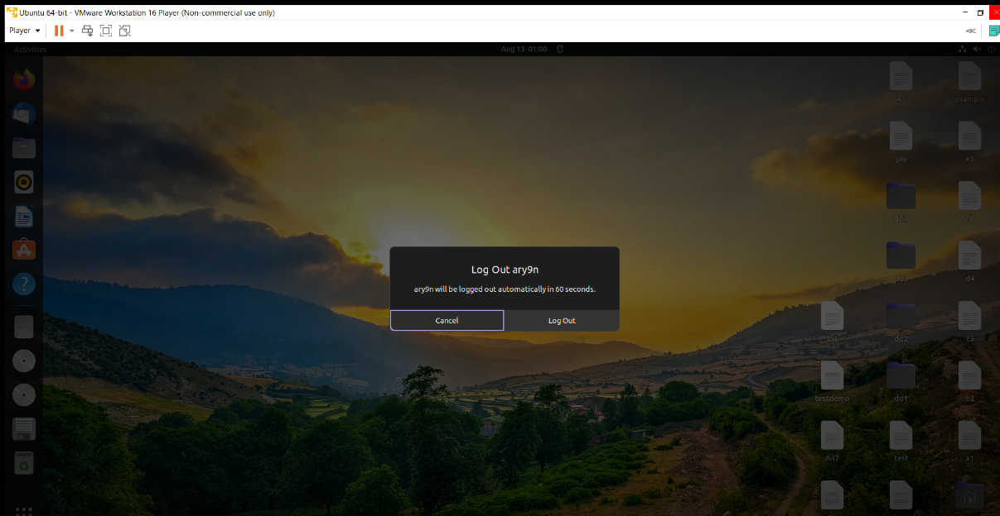 Ubuntu 64-bit - VMware Workstation 16 Player (Non-commercial use only)
Player
Activities
Aug 13 01:00
A1
example
yay
e5
dd4
f6
Log Out ary9n
ary9n will be logged out automatically in 60 seconds.
Cancel
Log Out
dd3
d4
list
dd2
c3
testdemo
dd1
b2
A47
test
a1